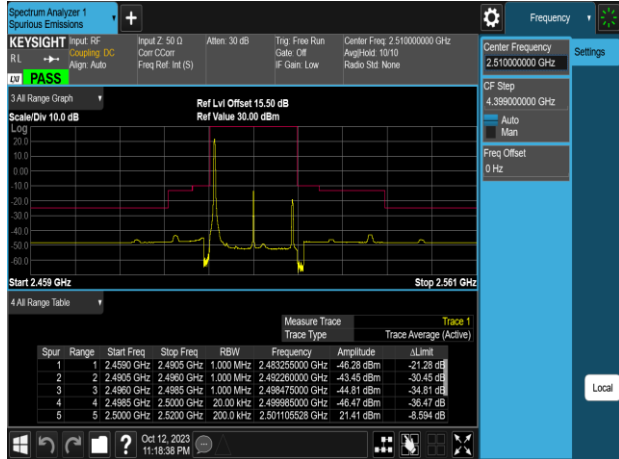 Spectrum Analyzer 1
Spurious Emissions
+
Frequency
KEYSIGHT
RL
LXI PASS
Input: RF
Coupling: DC
Align: Auto
Input Z: 50 Ω
Corr CCorr
Freq Ref: Int (S)
Atten: 30 dB
Trig: Free Run
Gate: Off
IF Gain: Low
Center Freq: 2.510000000 GHz
Avg|Hold: 10/10
Radio Std: None
Center Frequency
2.510000000 GHz
Settings
CF Step
4.399000000 GHz
Auto
Man
Freq Offset
0 Hz
3 All Range Graph
Scale/Div 10.0 dB
Ref Lvl Offset 15.50 dB
Ref Value 30.00 dBm
Log
20.0
10.0
0.00
-10.0
-20.0
-30.0
-40.0
-50.0
-60.0
Start 2.459 GHz
Stop 2.561 GHz
4 All Range Table
Measure Trace Trace 1
Trace Type Trace Average (Active)
Spur Range Start Freq Stop Freq RBW Frequency Amplitude ΔLimit
1 1 2.4590 GHz 2.4905 GHz 1.000 MHz 2.483255000 GHz -46.28 dBm -21.28 dB
2 2 2.4905 GHz 2.4960 GHz 1.000 MHz 2.492260000 GHz -43.45 dBm -30.45 dB
3 3 2.4960 GHz 2.4985 GHz 1.000 MHz 2.498475000 GHz -44.81 dBm -34.81 dB
4 4 2.4985 GHz 2.5000 GHz 20.00 kHz 2.499985000 GHz -46.47 dBm -36.47 dB
5 5 2.5000 GHz 2.5200 GHz 200.0 kHz 2.501105528 GHz 21.41 dBm -8.594 dB
Local
?
Oct 12, 2023
11:18:38 PM